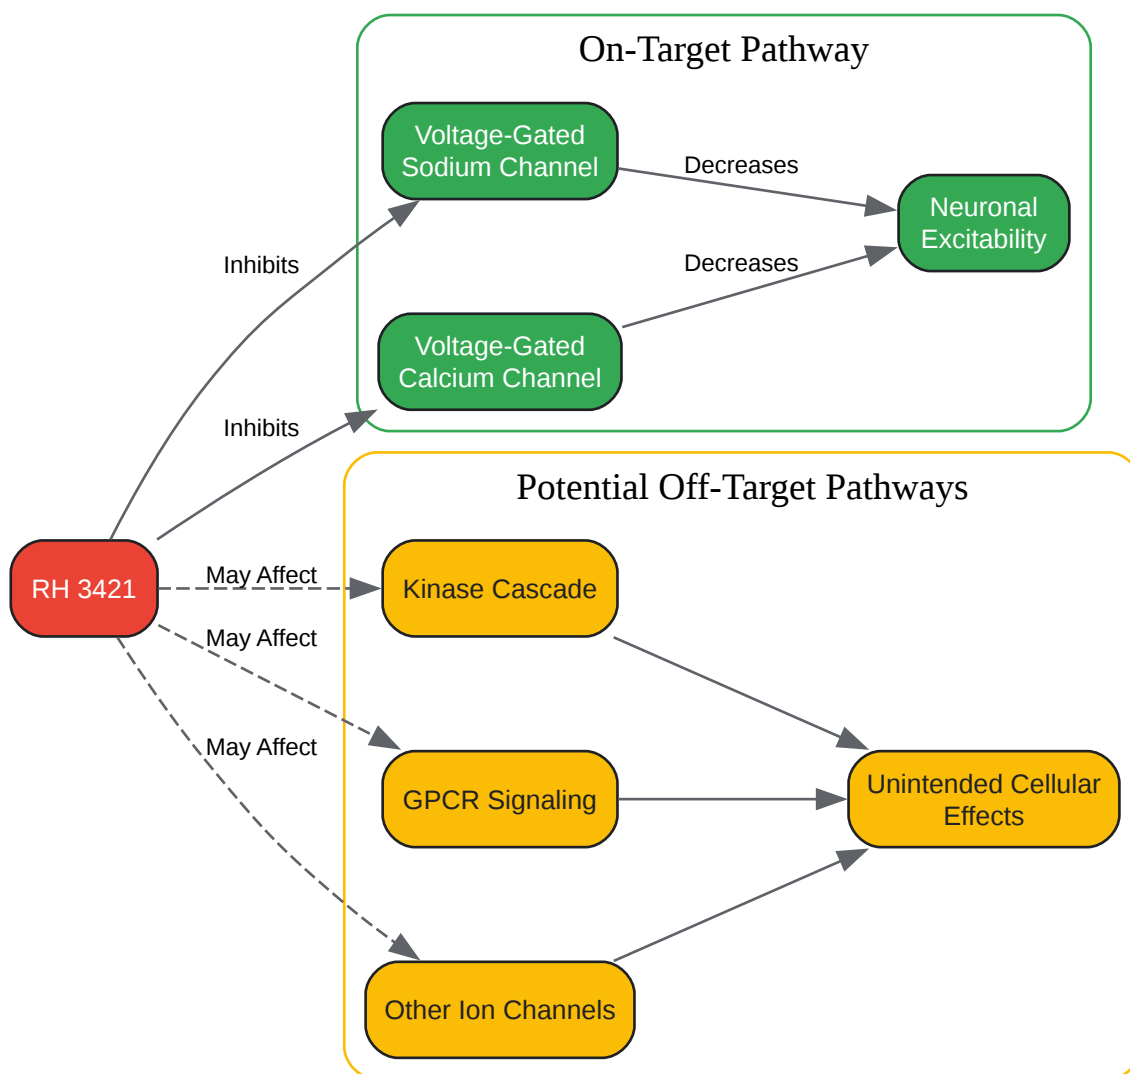 On-Target Pathway
Voltage-Gated
Sodium Channel
Decreases
Neuronal
Excitability
Inhibits
Decreases
Voltage-Gated
Calcium Channel
Inhibits
Potential Off-Target Pathways
RH 3421
May Affect
Kinase Cascade
May Affect
May Affect
GPCR Signaling
Unintended Cellular
Effects
Other Ion Channels